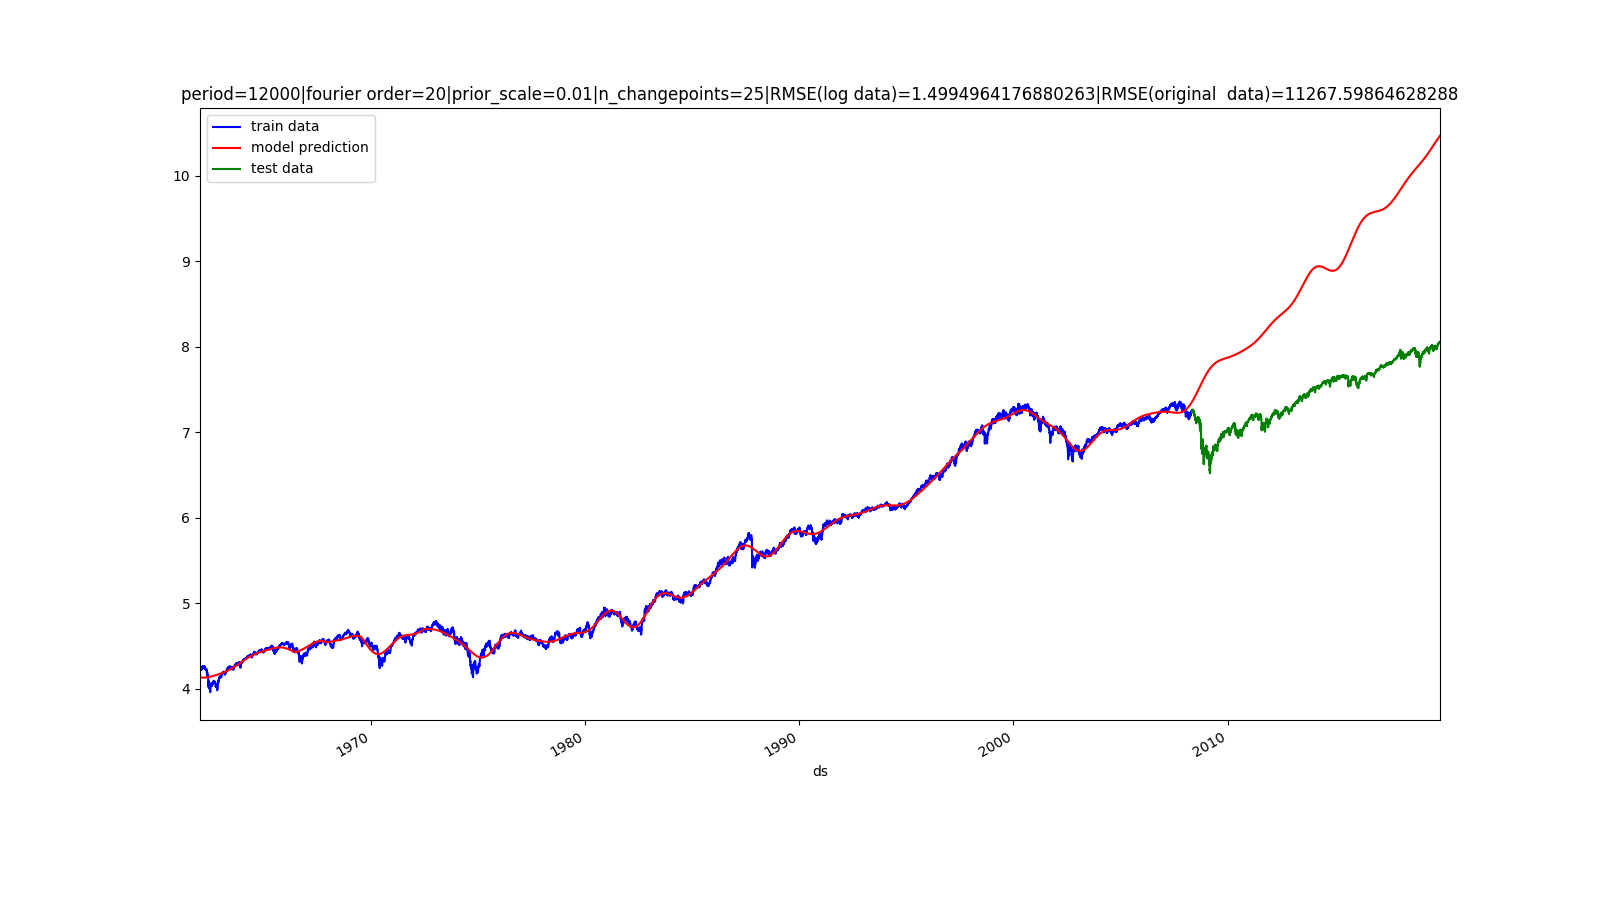 period=12000|fourier order=20|prior_scale=0.01|n_changepoints=25|RMSE(log data)=1.4994964176880263|RMSE(original  data)=11267.59864628288
train data
model prediction
test data
10
9
8
7
6
5
4
1970
1980
1990
2000
2010
ds